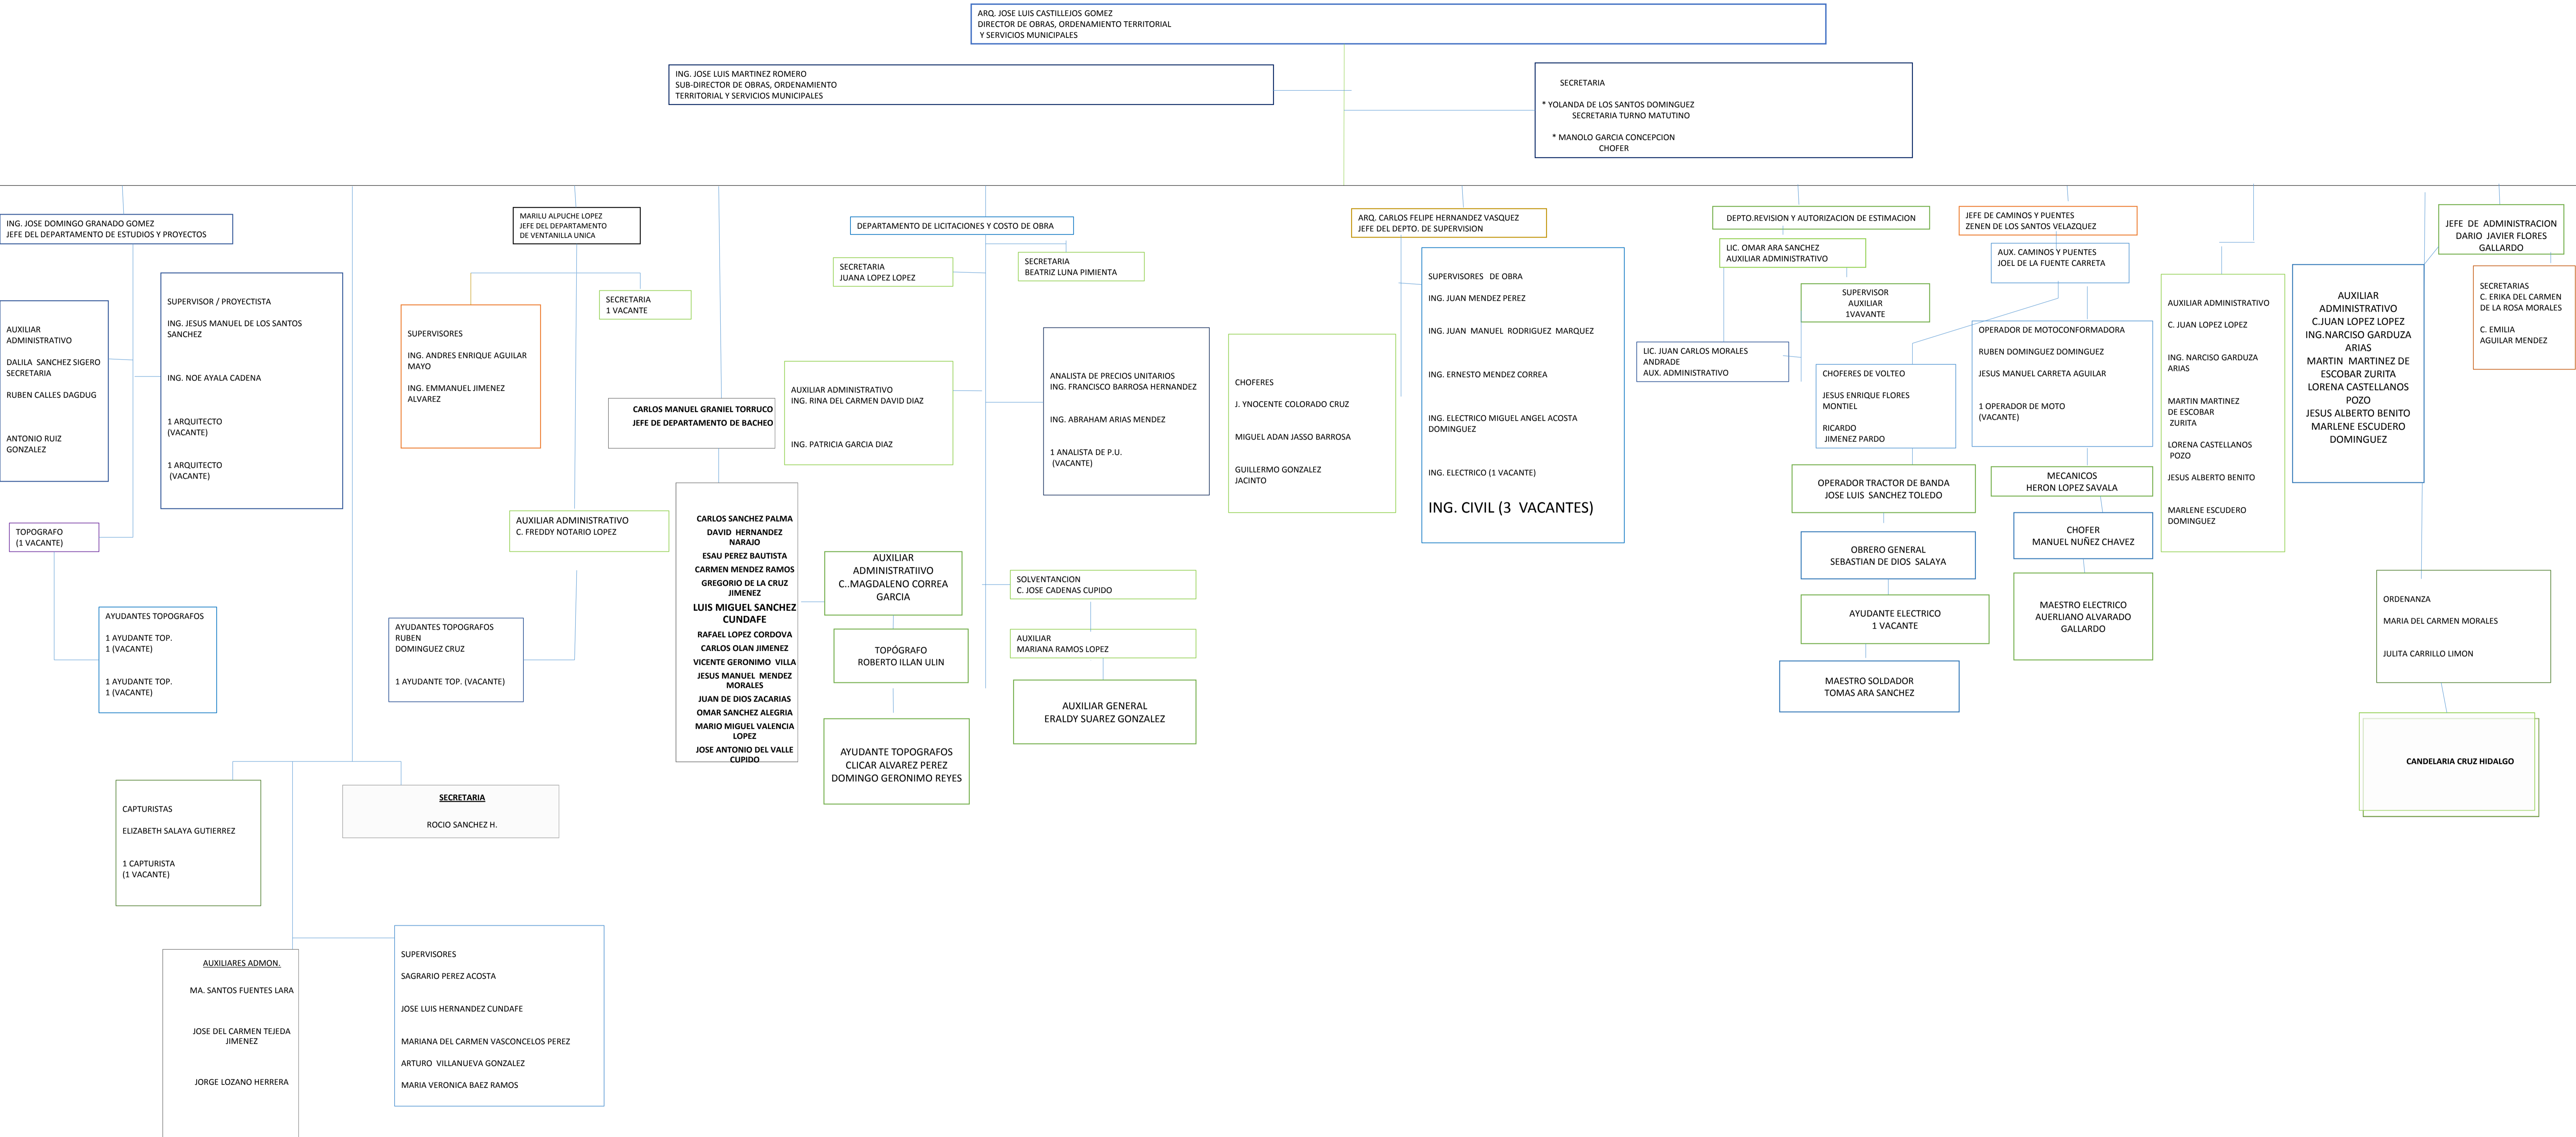 ARQ. JOSE LUIS CASTILLEJOS GOMEZ
DIRECTOR DE OBRAS, ORDENAMIENTO TERRITORIAL
Y SERVICIOS MUNICIPALES
ING. JOSE LUIS MARTINEZ ROMERO
SUB-DIRECTOR DE OBRAS, ORDENAMIENTO
TERRITORIAL Y SERVICIOS MUNICIPALES
SECRETARIA
* YOLANDA DE LOS SANTOS DOMINGUEZ
SECRETARIA TURNO MATUTINO
* MANOLO GARCIA CONCEPCION
CHOFER
ING. JOSE DOMINGO GRANADO GOMEZ
JEFE DEL DEPARTAMENTO DE ESTUDIOS Y PROYECTOS
AUXILIAR
ADMINISTRATIVO
DALILA SANCHEZ SIGERO
SECRETARIA
RUBEN CALLES DAGDUG
ANTONIO RUIZ
GONZALEZ
SUPERVISOR / PROYECTISTA
ING. JESUS MANUEL DE LOS SANTOS
SANCHEZ
ING. NOE AYALA CADENA
1 ARQUITECTO
(VACANTE)
1 ARQUITECTO
(VACANTE)
TOPOGRAFO
(1 VACANTE)
AYUDANTES TOPOGRAFOS
1 AYUDANTE TOP.
1 (VACANTE)
1 AYUDANTE TOP.
1 (VACANTE)
CAPTURISTAS
ELIZABETH SALAYA GUTIERREZ
1 CAPTURISTA
(1 VACANTE)
SECRETARIA
ROCIO SANCHEZ H.
AUXILIARES ADMON.
MA. SANTOS FUENTES LARA
JOSE DEL CARMEN TEJEDA
JIMENEZ
JORGE LOZANO HERRERA
SUPERVISORES
SAGRARIO PEREZ ACOSTA
JOSE LUIS HERNANDEZ CUNDAFE
MARIANA DEL CARMEN VASCONCELOS PEREZ
ARTURO VILLANUEVA GONZALEZ
MARIA VERONICA BAEZ RAMOS
MARILU ALPUCHE LOPEZ
JEFE DEL DEPARTAMENTO
DE VENTANILLA UNICA
SECRETARIA
1 VACANTE
SUPERVISORES
ING. ANDRES ENRIQUE AGUILAR
MAYO
ING. EMMANUEL JIMENEZ
ALVAREZ
AUXILIAR ADMINISTRATIVO
C. FREDDY NOTARIO LOPEZ
AYUDANTES TOPOGRAFOS
RUBEN
DOMINGUEZ CRUZ
1 AYUDANTE TOP. (VACANTE)
CARLOS MANUEL GRANIEL TORRUCO
JEFE DE DEPARTAMENTO DE BACHEO
CARLOS SANCHEZ PALMA
DAVID HERNANDEZ
NARAJO
ESAU PEREZ BAUTISTA
CARMEN MENDEZ RAMOS
GREGORIO DE LA CRUZ
JIMENEZ
LUIS MIGUEL SANCHEZ
CUNDAFE
RAFAEL LOPEZ CORDOVA
CARLOS OLAN JIMENEZ
VICENTE GERONIMO VILLA
JESUS MANUEL MENDEZ
MORALES
JUAN DE DIOS ZACARIAS
OMAR SANCHEZ ALEGRIA
MARIO MIGUEL VALENCIA
LOPEZ
JOSE ANTONIO DEL VALLE
CUPIDO
AUXILIAR
ADMINISTRATIIVO
C..MAGDALENO CORREA
GARCIA
TOPÓGRAFO
ROBERTO ILLAN ULIN
AYUDANTE TOPOGRAFOS
CLICAR ALVAREZ PEREZ
DOMINGO GERONIMO REYES
DEPARTAMENTO DE LICITACIONES Y COSTO DE OBRA
SECRETARIA
JUANA LOPEZ LOPEZ
SECRETARIA
BEATRIZ LUNA PIMIENTA
AUXILIAR ADMINISTRATIVO
ING. RINA DEL CARMEN DAVID DIAZ
ING. PATRICIA GARCIA DIAZ
ANALISTA DE PRECIOS UNITARIOS
ING. FRANCISCO BARROSA HERNANDEZ
ING. ABRAHAM ARIAS MENDEZ
1 ANALISTA DE P.U.
(VACANTE)
SOLVENTANCION
C. JOSE CADENAS CUPIDO
AUXILIAR
MARIANA RAMOS LOPEZ
AUXILIAR GENERAL
ERALDY SUAREZ GONZALEZ
ARQ. CARLOS FELIPE HERNANDEZ VASQUEZ
JEFE DEL DEPTO. DE SUPERVISION
CHOFERES
J. YNOCENTE COLORADO CRUZ
MIGUEL ADAN JASSO BARROSA
GUILLERMO GONZALEZ
JACINTO
SUPERVISORES DE OBRA
ING. JUAN MENDEZ PEREZ
ING. JUAN MANUEL RODRIGUEZ MARQUEZ
ING. ERNESTO MENDEZ CORREA
ING. ELECTRICO MIGUEL ANGEL ACOSTA
DOMINGUEZ
ING. ELECTRICO (1 VACANTE)
ING. CIVIL (3 VACANTES)
DEPTO.REVISION Y AUTORIZACION DE ESTIMACION
LIC. OMAR ARA SANCHEZ
AUXILIAR ADMINISTRATIVO
SUPERVISOR
AUXILIAR
1VAVANTE
LIC. JUAN CARLOS MORALES
ANDRADE
AUX. ADMINISTRATIVO
JEFE DE CAMINOS Y PUENTES
ZENEN DE LOS SANTOS VELAZQUEZ
AUX. CAMINOS Y PUENTES
JOEL DE LA FUENTE CARRETA
CHOFERES DE VOLTEO
JESUS ENRIQUE FLORES
MONTIEL
RICARDO
JIMENEZ PARDO
OPERADOR DE MOTOCONFORMADORA
RUBEN DOMINGUEZ DOMINGUEZ
JESUS MANUEL CARRETA AGUILAR
1 OPERADOR DE MOTO
(VACANTE)
OPERADOR TRACTOR DE BANDA
JOSE LUIS SANCHEZ TOLEDO
MECANICOS
HERON LOPEZ SAVALA
OBRERO GENERAL
SEBASTIAN DE DIOS SALAYA
CHOFER
MANUEL NUÑEZ CHAVEZ
AYUDANTE ELECTRICO
1 VACANTE
MAESTRO ELECTRICO
AUERLIANO ALVARADO
GALLARDO
MAESTRO SOLDADOR
TOMAS ARA SANCHEZ
AUXILIAR ADMINISTRATIVO
C. JUAN LOPEZ LOPEZ
ING. NARCISO GARDUZA
ARIAS
MARTIN MARTINEZ
DE ESCOBAR
ZURITA
LORENA CASTELLANOS
POZO
JESUS ALBERTO BENITO
MARLENE ESCUDERO
DOMINGUEZ
AUXILIAR
ADMINISTRATIVO
C.JUAN LOPEZ LOPEZ
ING.NARCISO GARDUZA
ARIAS
MARTIN MARTINEZ DE
ESCOBAR ZURITA
LORENA CASTELLANOS
POZO
JESUS ALBERTO BENITO
MARLENE ESCUDERO
DOMINGUEZ
JEFE DE ADMINISTRACION
DARIO JAVIER FLORES
GALLARDO
SECRETARIAS
C. ERIKA DEL CARMEN
DE LA ROSA MORALES
C. EMILIA
AGUILAR MENDEZ
ORDENANZA
MARIA DEL CARMEN MORALES
JULITA CARRILLO LIMON
CANDELARIA CRUZ HIDALGO